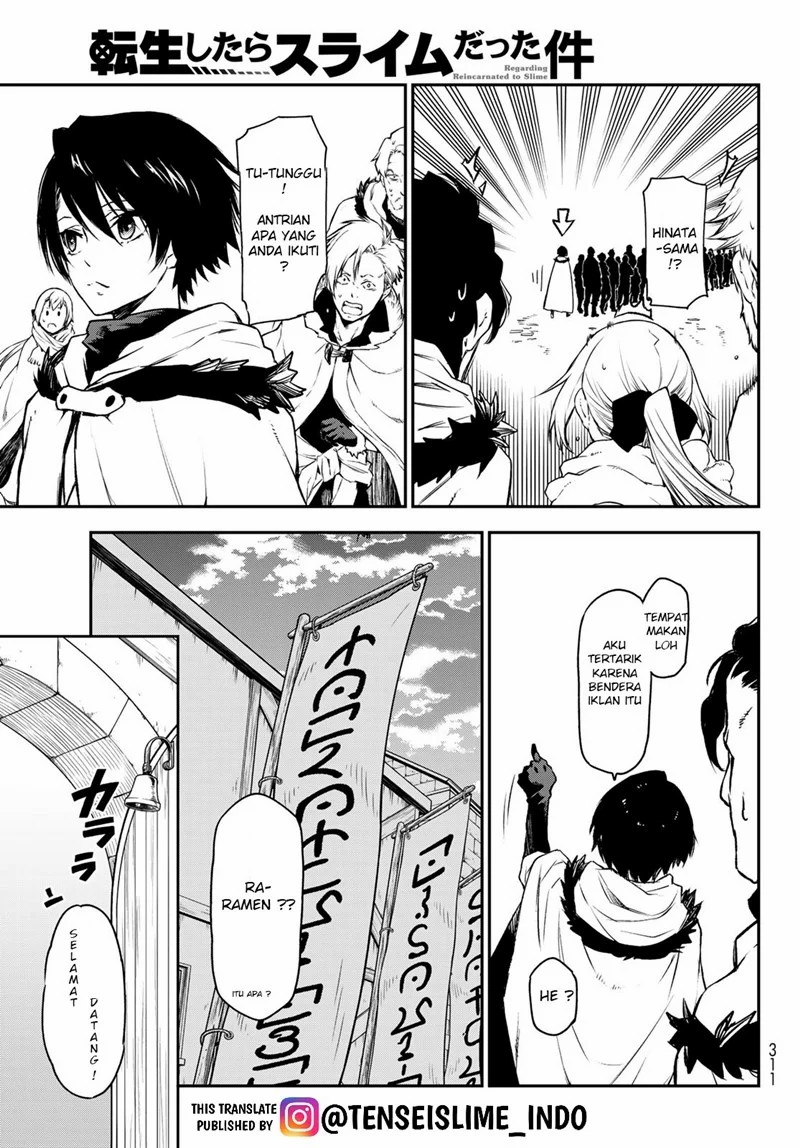 転生したらスライムだった件
Regarding
Reincarnated to Slime
HINATA
-SAMA
!?
TU-TUNGGU
!
ANTRIAN
APA YANG
ANDA IKUTI
?
TEMPAT
MAKAN
LOH
AKU
TERTARIK
KARENA
BENDERA
IKLAN ITU
HE ?
RA-
RAMEN ??
ITU APA ?
カララ
SELAMAT
DATANG !
311
THIS TRANSLATE
PUBLISHED BY
@TENSEISLIME_INDO